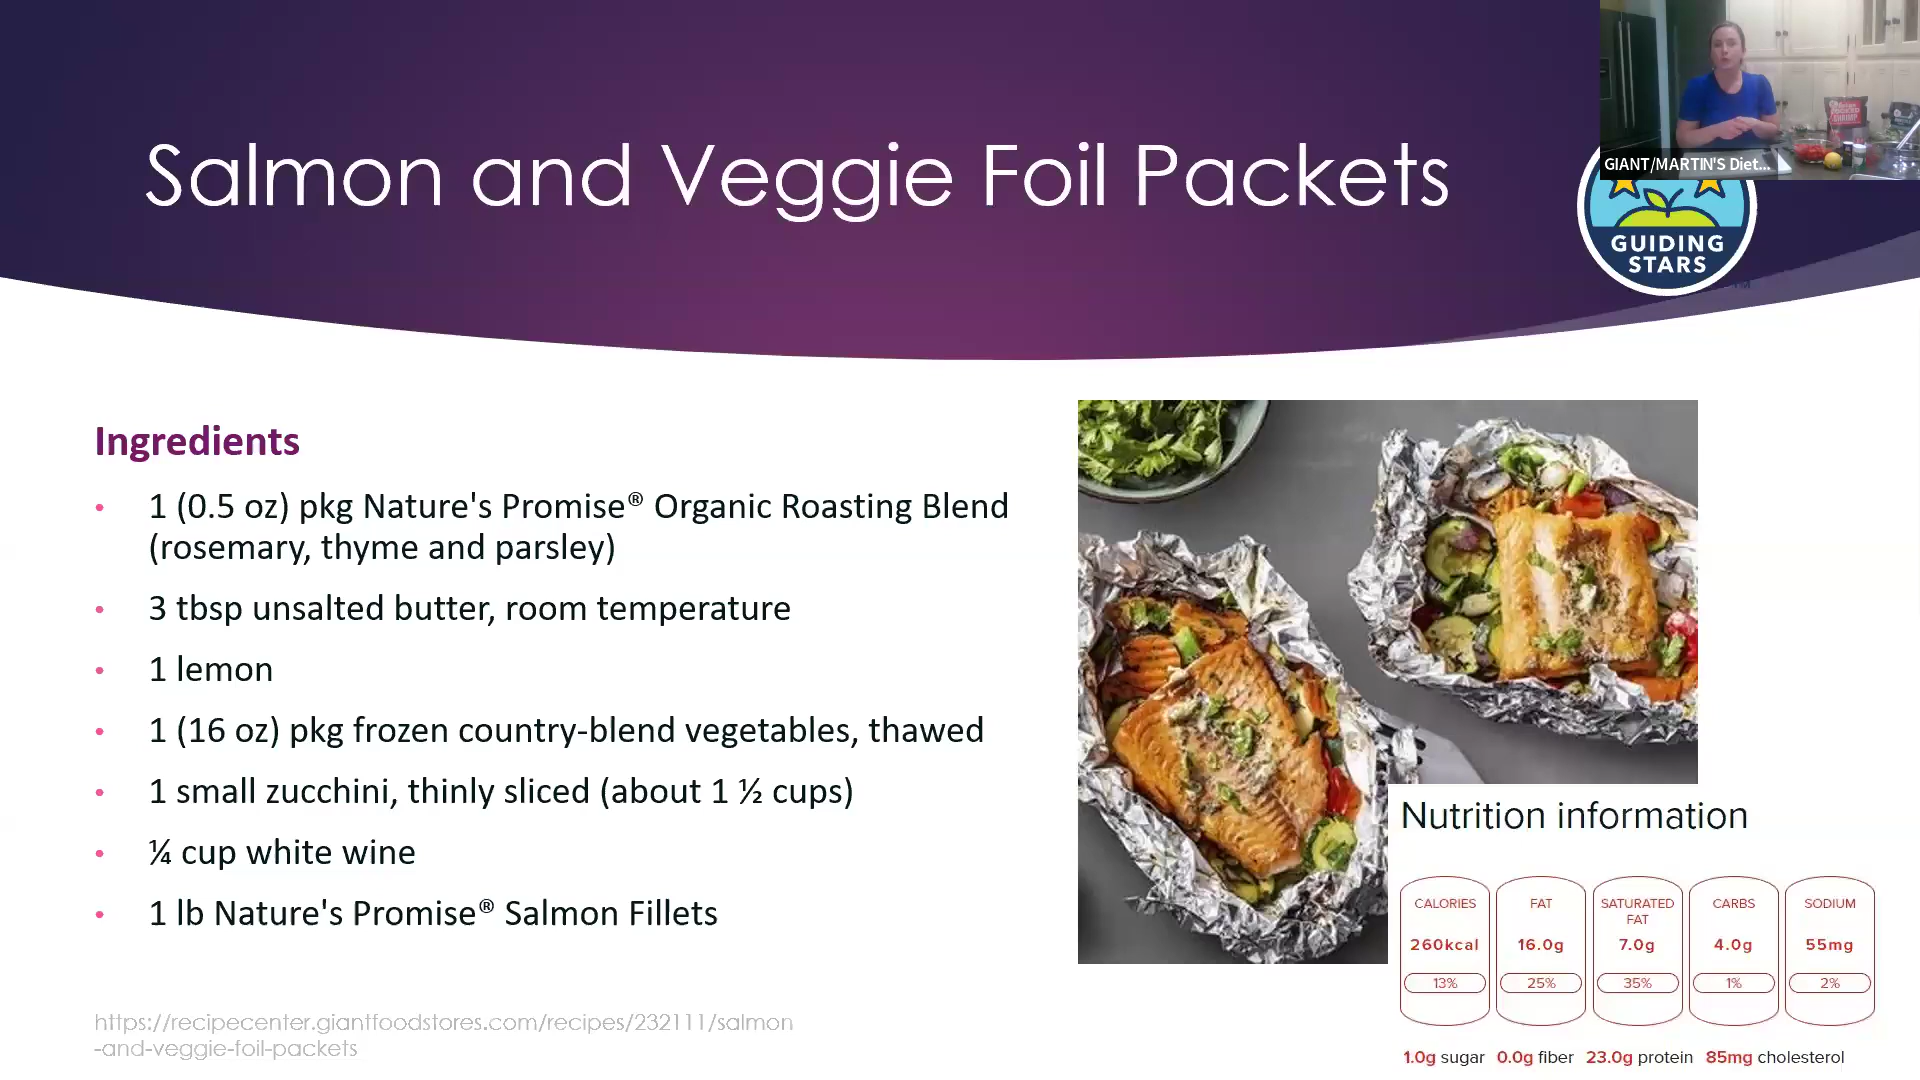 Salmon and Veggie Foil Packets
GIANT/MARTIN'S Diet...
GUIDING
STARS
Ingredients
• 1 (0.5 oz) pkg Nature's Promise® Organic Roasting Blend
(rosemary, thyme and parsley)
• 3 tbsp unsalted butter, room temperature
• 1 lemon
• 1 (16 oz) pkg frozen country-blend vegetables, thawed
• 1 small zucchini, thinly sliced (about 1 ½ cups)
• ¼ cup white wine
• 1 lb Nature's Promise® Salmon Fillets
https://recipecenter.giantfoodstores.com/recipes/232111/salmon
-and-veggie-foil-packets
Nutrition information
CALORIES
260kcal
13%
FAT
16.0g
25%
SATURATED
FAT
7.0g
35%
CARBS
4.0g
1%
SODIUM
55mg
2%
1.0g sugar 0.0g fiber 23.0g protein 85mg cholesterol
SHRIMP